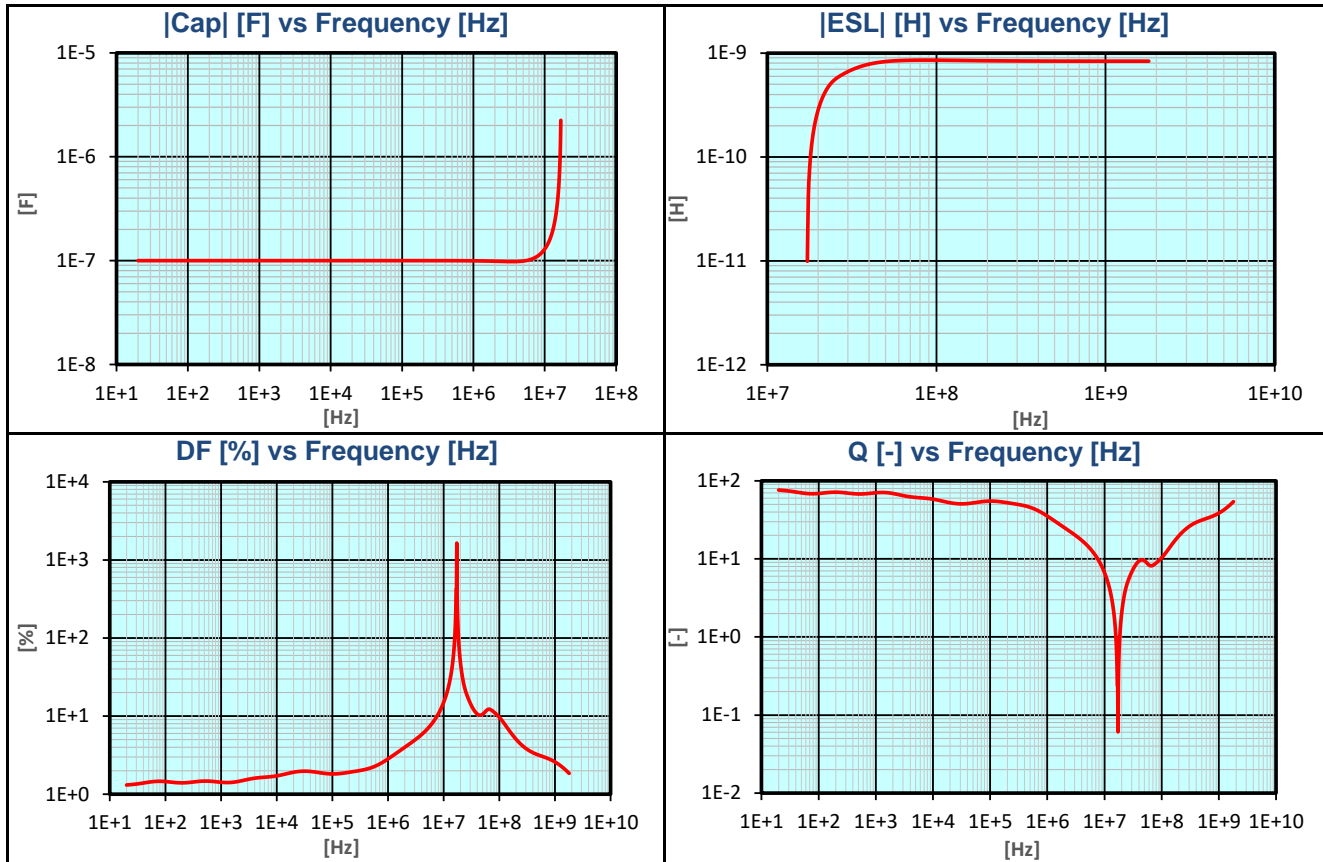 |Cap| [F] vs Frequency [Hz]
1E-5
1E-6
1E-7
1E-8
[F]
1E+1 1E+2 1E+3 1E+4 1E+5 1E+6 1E+7 1E+8
[Hz]
|ESL| [H] vs Frequency [Hz]
1E-9
1E-10
1E-11
1E-12
[H]
1E+7 1E+8 1E+9 1E+10
[Hz]
DF [%] vs Frequency [Hz]
1E+4
1E+3
1E+2
1E+1
1E+0
[%]
1E+1 1E+2 1E+3 1E+4 1E+5 1E+6 1E+7 1E+8 1E+9 1E+10
[Hz]
Q [-] vs Frequency [Hz]
1E+2
1E+1
1E+0
1E-1
1E-2
[-]
1E+1 1E+2 1E+3 1E+4 1E+5 1E+6 1E+7 1E+8 1E+9 1E+10
[Hz]